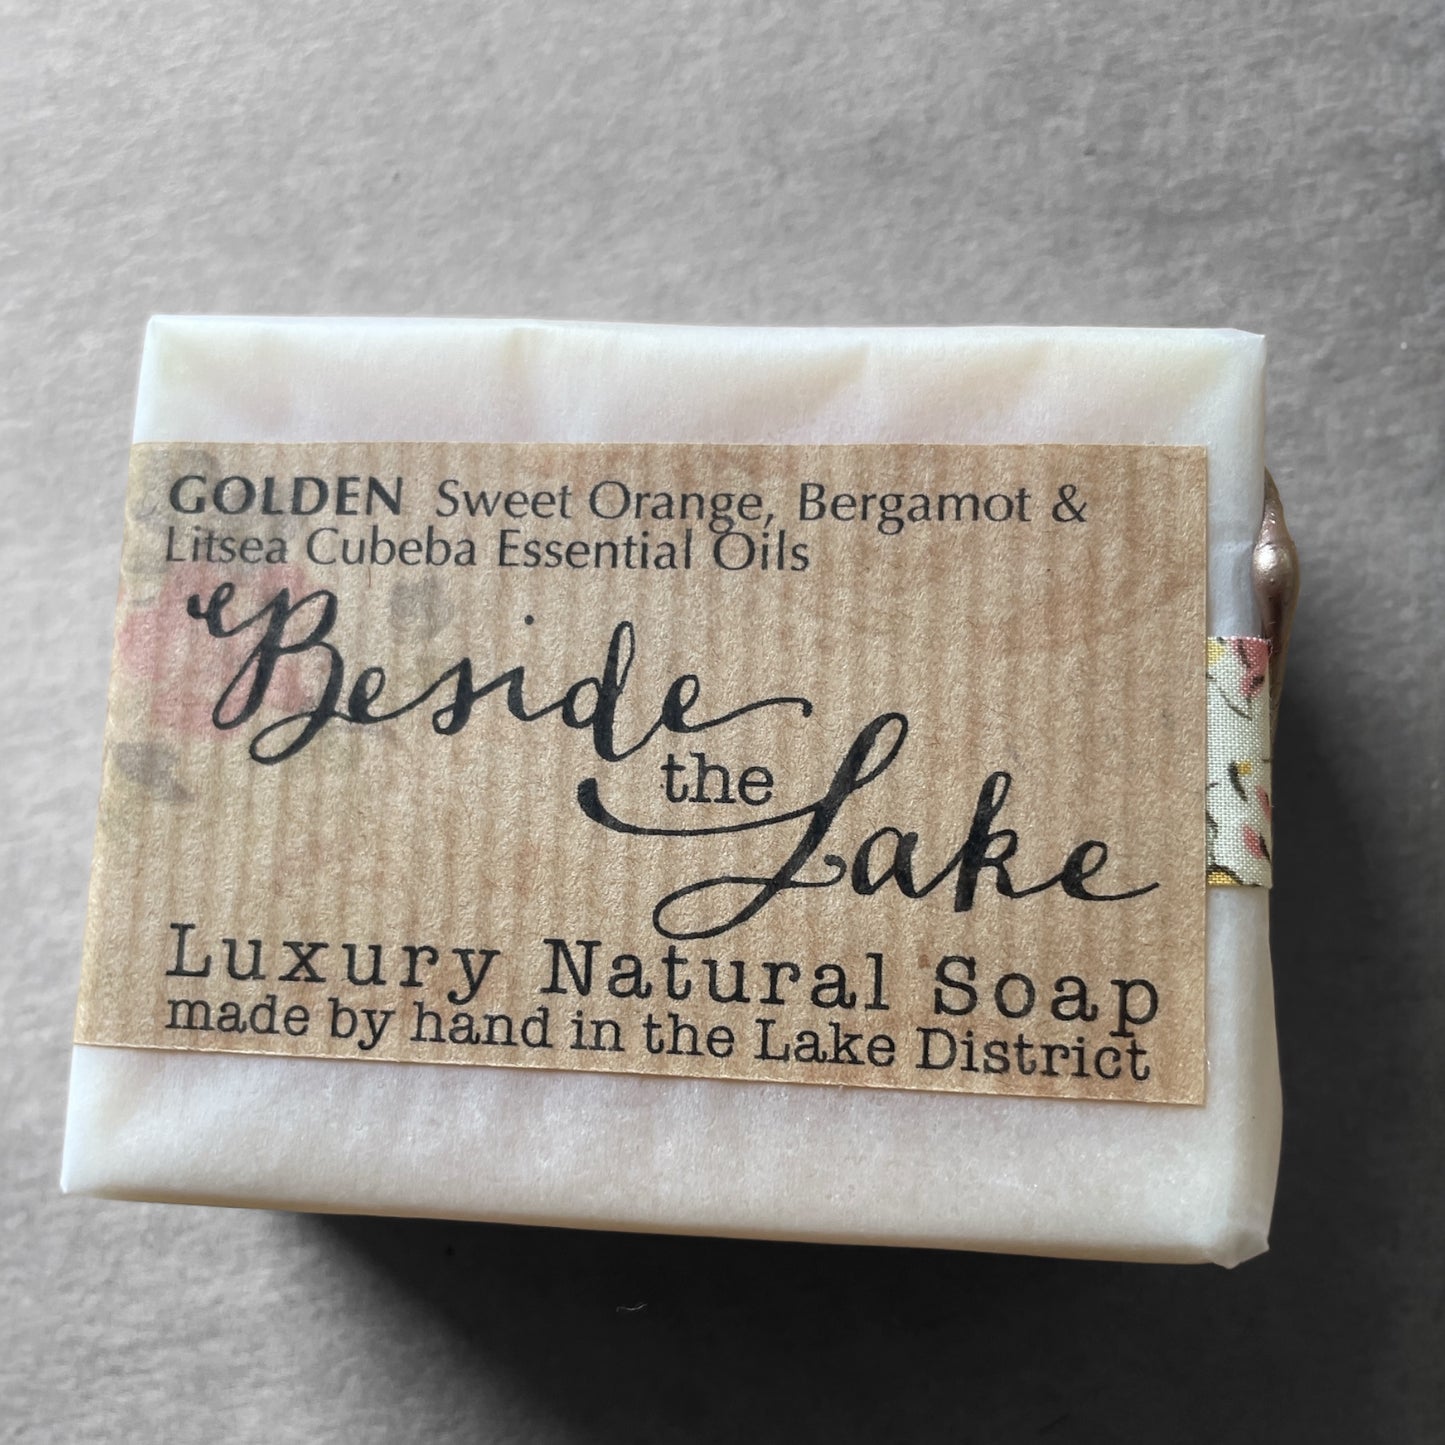 GOLDEN Sweet Orange, Bergamot &
Litsea Cubeba Essential Oils
Beside
the
Lake
Luxury Natural Soap
made by hand in the Lake District